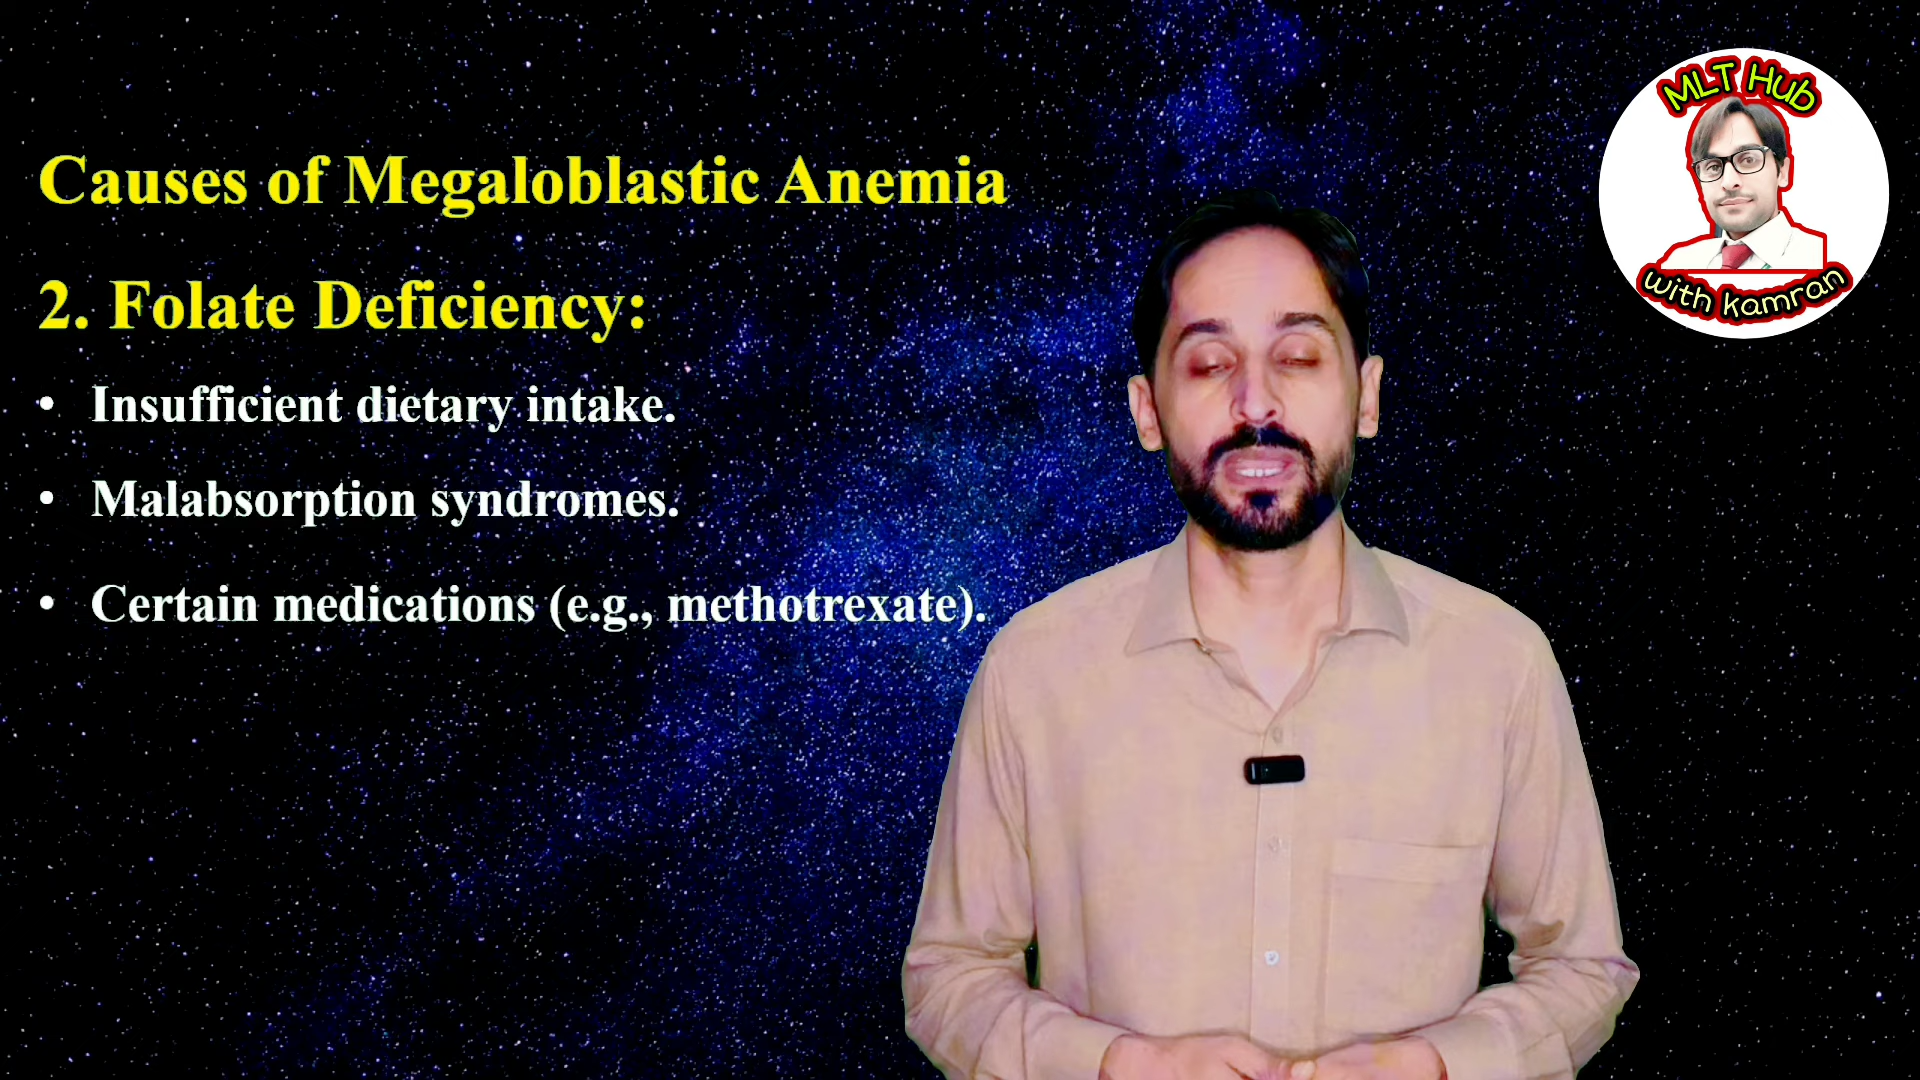 Causes of Megaloblastic Anemia
2. Folate Deficiency:
• Insufficient dietary intake.
• Malabsorption syndromes.
• Certain medications (e.g., methotrexate).
MLT Hub
with kamran